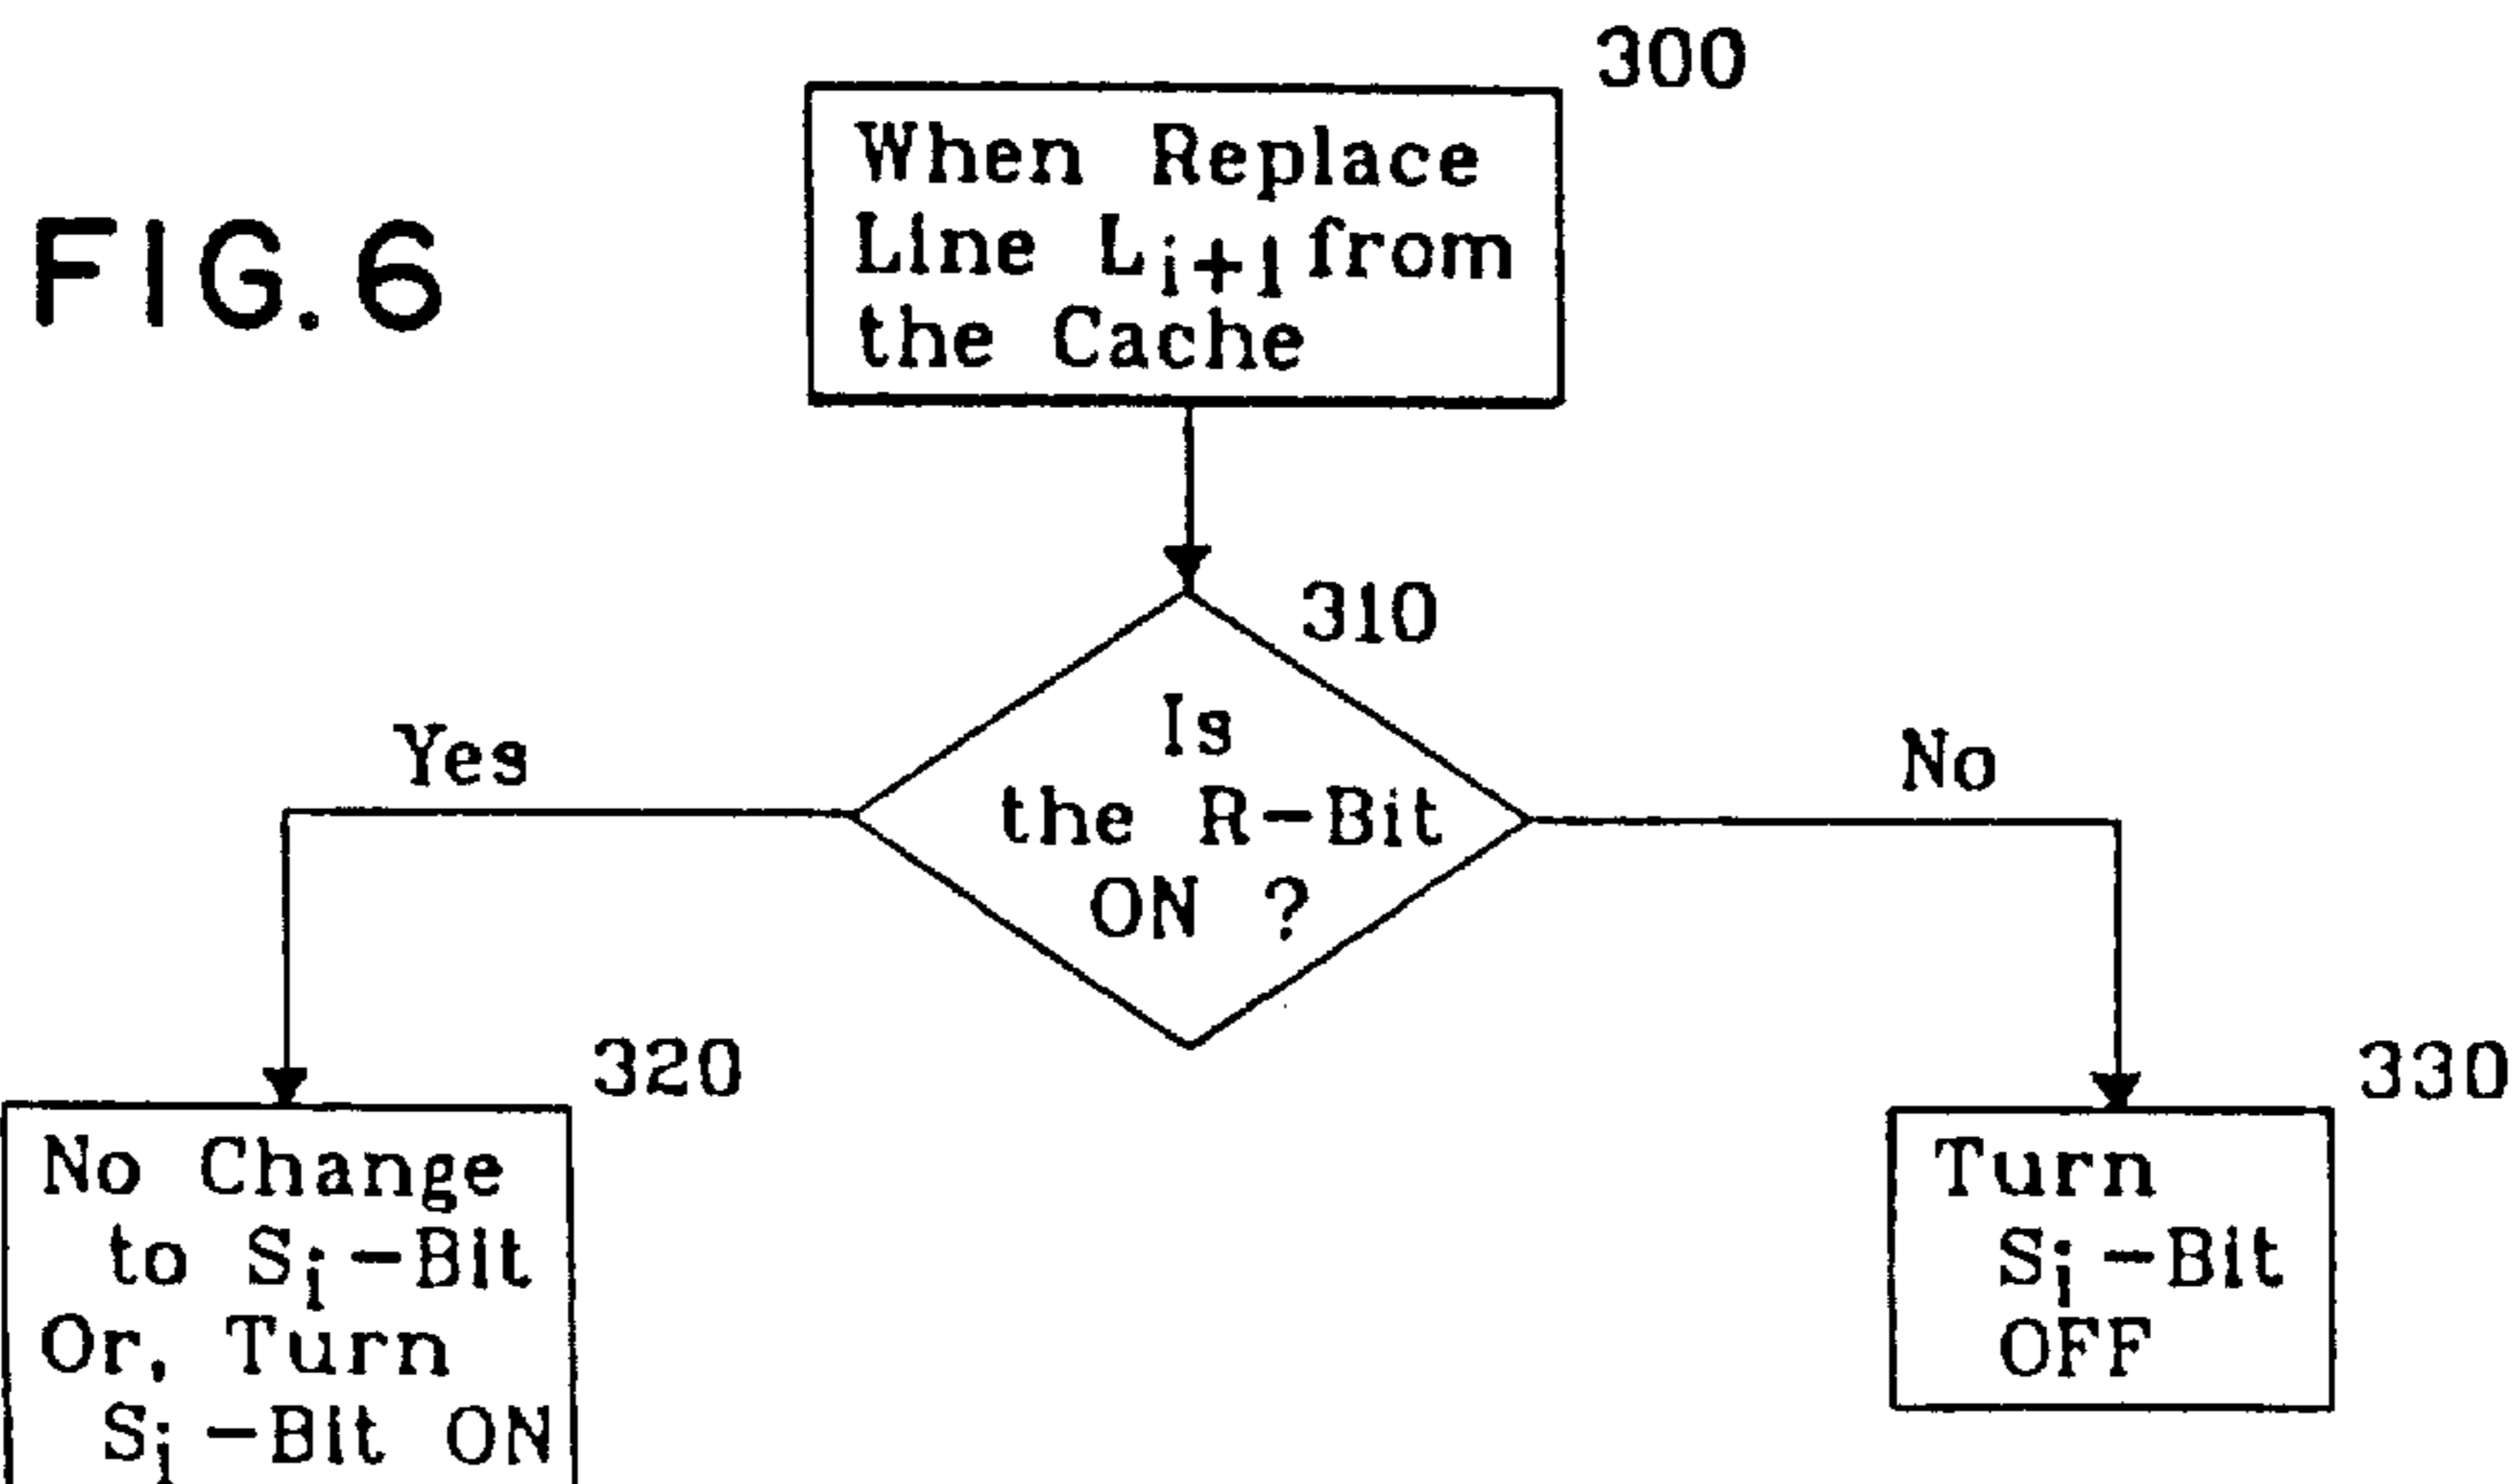 FIG. 6
300
When Replace
Line Li+1 from
the Cache
310
Is
the R-Bit
ON ?
Yes
No
320
No Change
to Si-Bit
Or, Turn
Si-Bit ON
330
Turn
Si-Bit
OFF